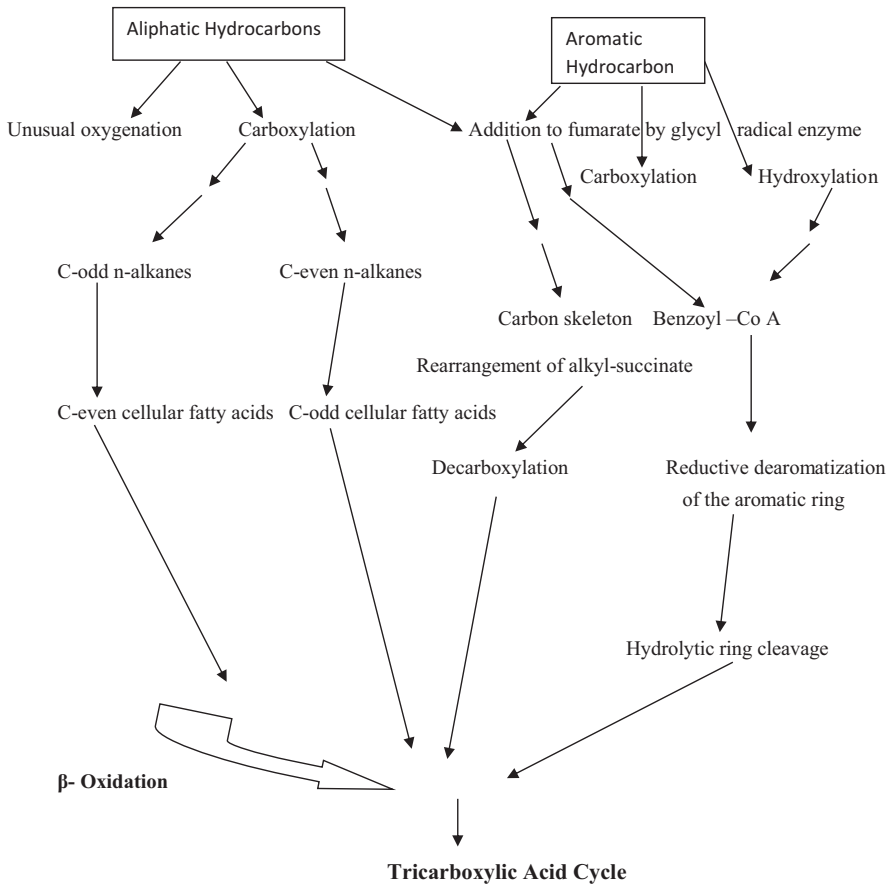 Aliphatic Hydrocarbons
Aromatic
Hydrocarbon
Unusual oxygenation
Carboxylation
Addition to fumarate by glycyl radical enzyme
Carboxylation
Hydroxylation
C-odd n-alkanes
C-even n-alkanes
Carbon skeleton
Benzoyl –Co A
Rearrangement of alkyl-succinate
C-even cellular fatty acids
C-odd cellular fatty acids
Decarboxylation
Reductive dearomatization
of the aromatic ring
Hydrolytic ring cleavage
β- Oxidation
Tricarboxylic Acid Cycle